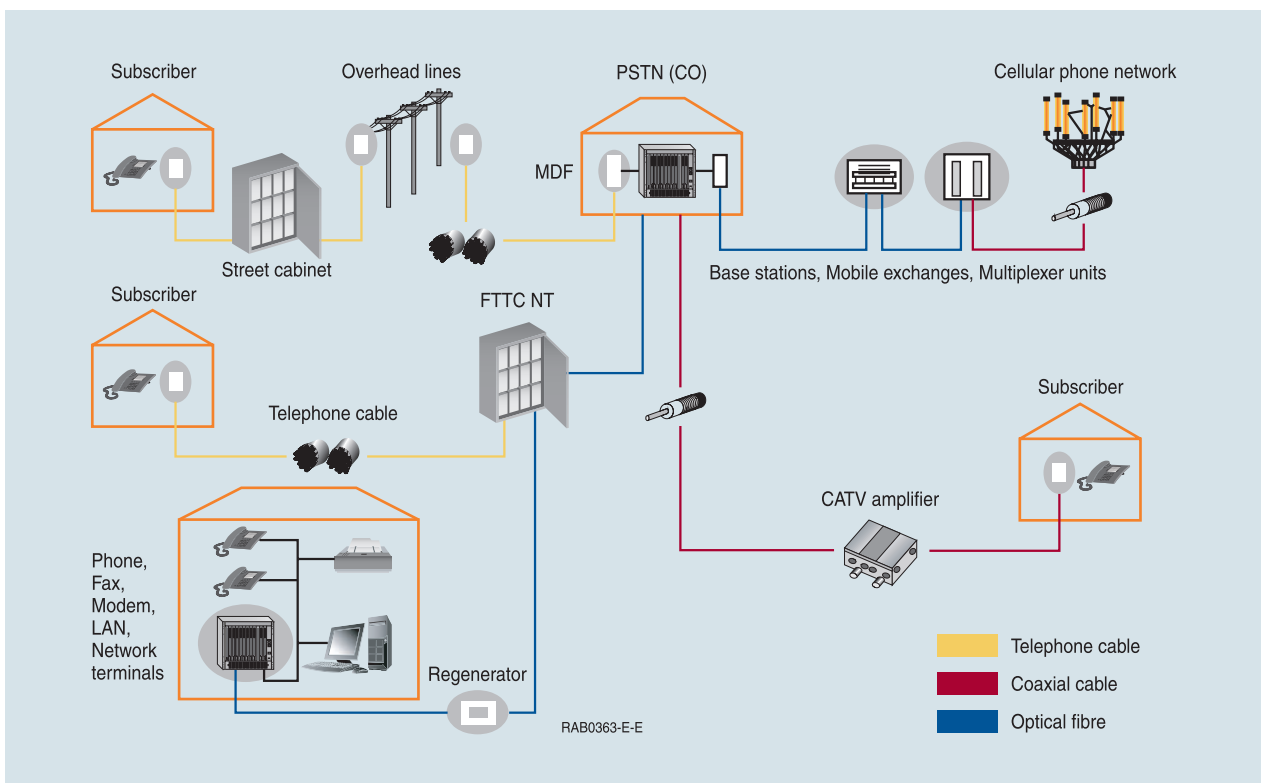 Subscriber
Overhead lines
PSTN (CO)
Cellular phone network
MDF
Street cabinet
Base stations, Mobile exchanges, Multiplexer units
Subscriber
FTTC NT
Telephone cable
Subscriber
CATV amplifier
Phone,
Fax,
Modem,
LAN,
Network
terminals
Regenerator
RAB0363-E-E
Telephone cable
Coaxial cable
Optical fibre